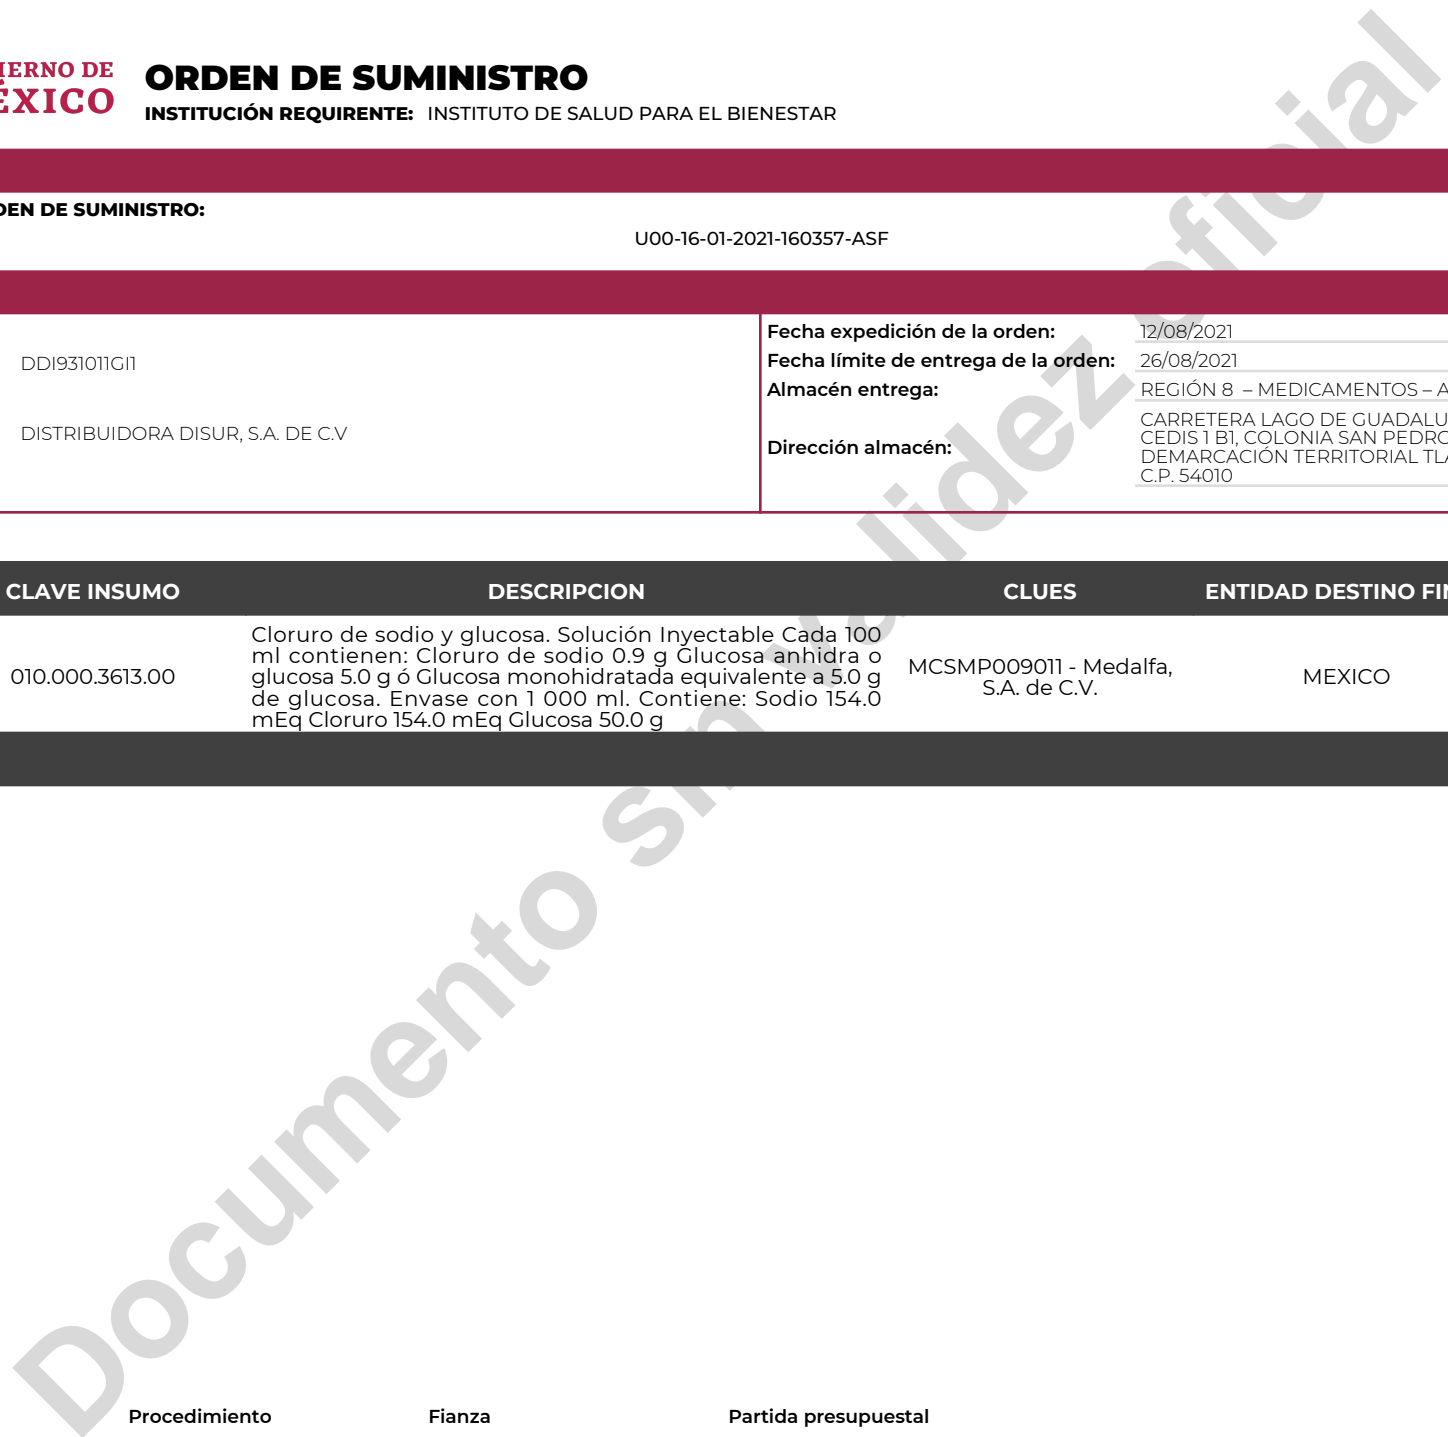 IERNO DE
ÉXICO
ORDEN DE SUMINISTRO
INSTITUCIÓN REQUIRENTE: INSTITUTO DE SALUD PARA EL BIENESTAR
DEN DE SUMINISTRO:
U00-16-01-2021-160357-ASF
DDI931011GI1
DISTRIBUIDORA DISUR, S.A. DE C.V
Fecha expedición de la orden: 12/08/2021
Fecha límite de entrega de la orden: 26/08/2021
Almacén entrega: REGIÓN 8 – MEDICAMENTOS – A
Dirección almacén:
CARRETERA LAGO DE GUADALU
CEDIS 1 B1, COLONIA SAN PEDRO
DEMARCACIÓN TERRITORIAL TLA
C.P. 54010
CLAVE INSUMO DESCRIPCION CLUES ENTIDAD DESTINO FIN
010.000.3613.00
Cloruro de sodio y glucosa. Solución Inyectable Cada 100
ml contienen: Cloruro de sodio 0.9 g Glucosa anhidra o
glucosa 5.0 g ó Glucosa monohidratada equivalente a 5.0 g
de glucosa. Envase con 1 000 ml. Contiene: Sodio 154.0
mEq Cloruro 154.0 mEq Glucosa 50.0 g
MCSMP009011 - Medalfa,
S.A. de C.V.
MEXICO
Documento sin validez oficial
Procedimiento Fianza Partida presupuestal